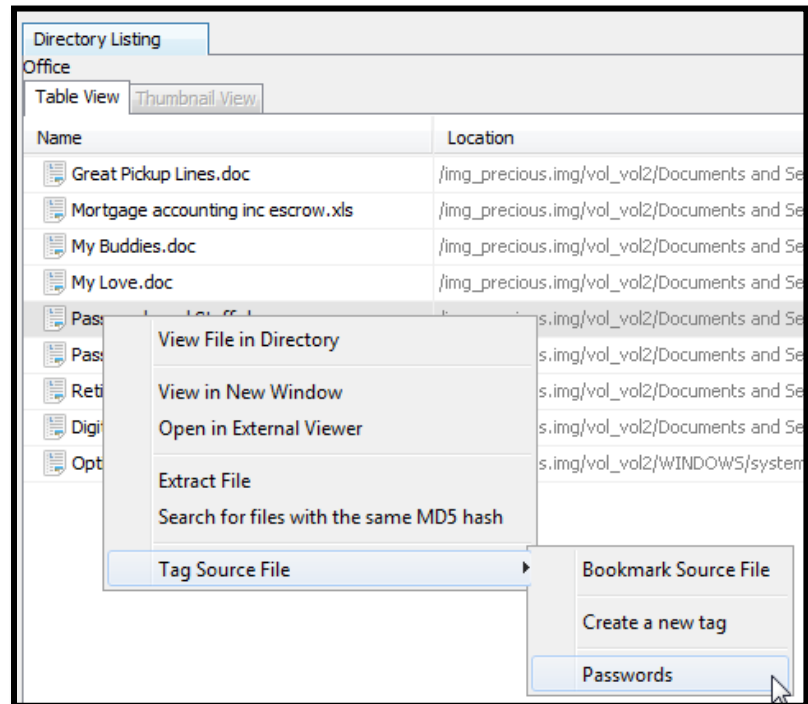 Directory Listing
Office
Table View Thumbnail View
Name Location
Great Pickup Lines.doc /img_precious.img/vol_vol2/Documents and Se
Mortgage accounting inc escrow.xls /img_precious.img/vol_vol2/Documents and Se
My Buddies.doc /img_precious.img/vol_vol2/Documents and Se
My Love.doc /img_precious.img/vol_vol2/Documents and Se
s.img/vol_vol2/Documents and Se
Pas s.img/vol_vol2/Documents and Se
Reti s.img/vol_vol2/Documents and Se
Digi s.img/vol_vol2/Documents and Se
Opt s.img/vol_vol2/WINDOWS/system
View File in Directory
View in New Window
Open in External Viewer
Extract File
Search for files with the same MD5 hash
Tag Source File
Bookmark Source File
Create a new tag
Passwords